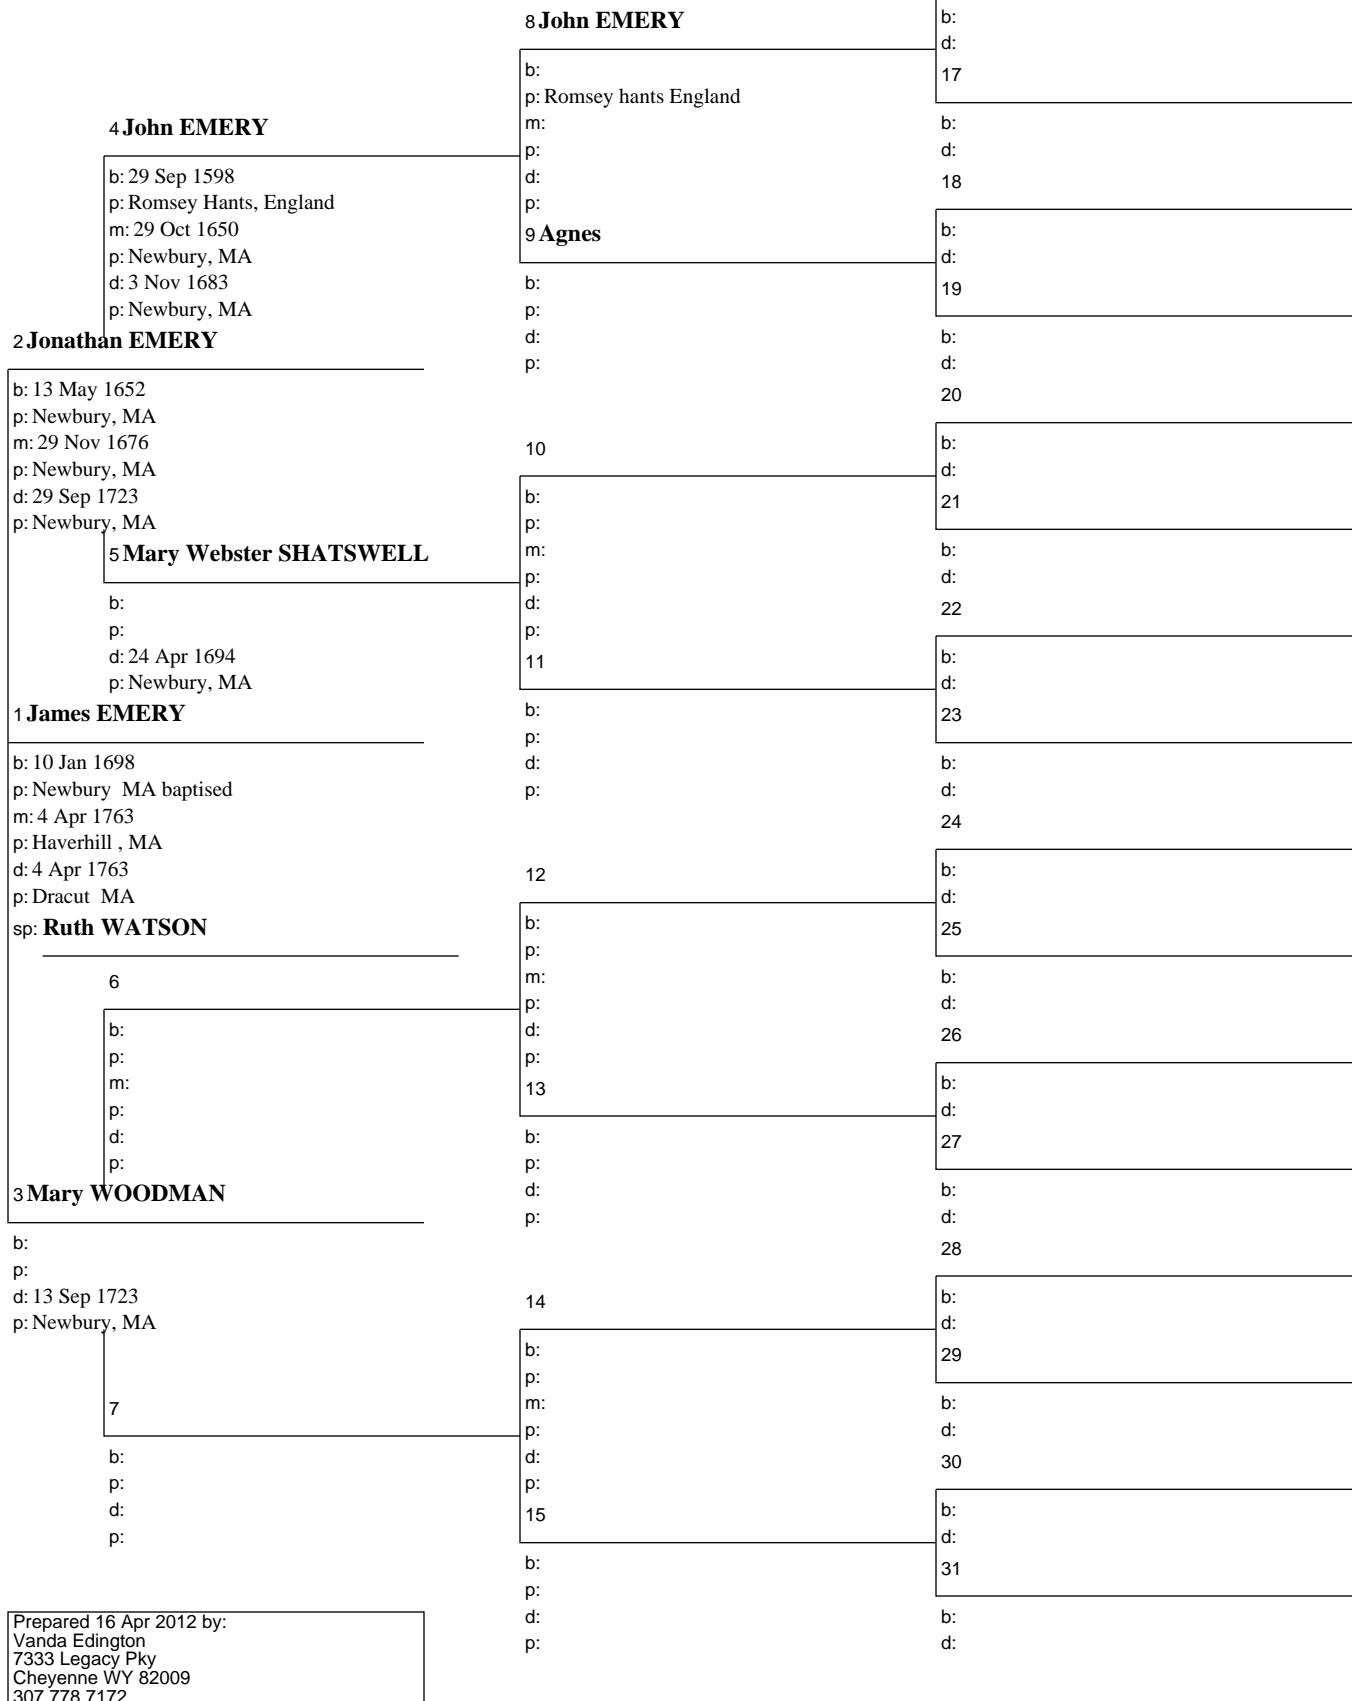 8 John EMERY
b:
p: Romsey hants England
m:
p:
d:
p:
4 John EMERY
b: 29 Sep 1598
p: Romsey Hants, England
m: 29 Oct 1650
p: Newbury, MA
d: 3 Nov 1683
p: Newbury, MA
9 Agnes
b:
p:
d:
p:
2 Jonathan EMERY
b: 13 May 1652
p: Newbury, MA
m: 29 Nov 1676
p: Newbury, MA
d: 29 Sep 1723
p: Newbury, MA
10
b:
p:
m:
p:
d:
p:
5 Mary Webster SHATSWELL
b:
p:
d: 24 Apr 1694
p: Newbury, MA
11
b:
p:
d:
p:
1 James EMERY
b: 10 Jan 1698
p: Newbury  MA baptised
m: 4 Apr 1763
p: Haverhill , MA
d: 4 Apr 1763
p: Dracut  MA
sp: Ruth WATSON
12
b:
p:
m:
p:
d:
p:
6
b:
p:
m:
p:
d:
p:
13
b:
p:
d:
p:
3 Mary WOODMAN
b:
p:
d: 13 Sep 1723
p: Newbury, MA
14
b:
p:
m:
p:
d:
p:
7
b:
p:
d:
p:
15
b:
p:
d:
p:
b:
d:
17
b:
d:
18
b:
d:
19
b:
d:
20
b:
d:
21
b:
d:
22
b:
d:
23
b:
d:
24
b:
d:
25
b:
d:
26
b:
d:
27
b:
d:
28
b:
d:
29
b:
d:
30
b:
d:
31
b:
d:
Prepared 16 Apr 2012 by:
Vanda Edington
7333 Legacy Pky
Cheyenne WY 82009
307 778 7172